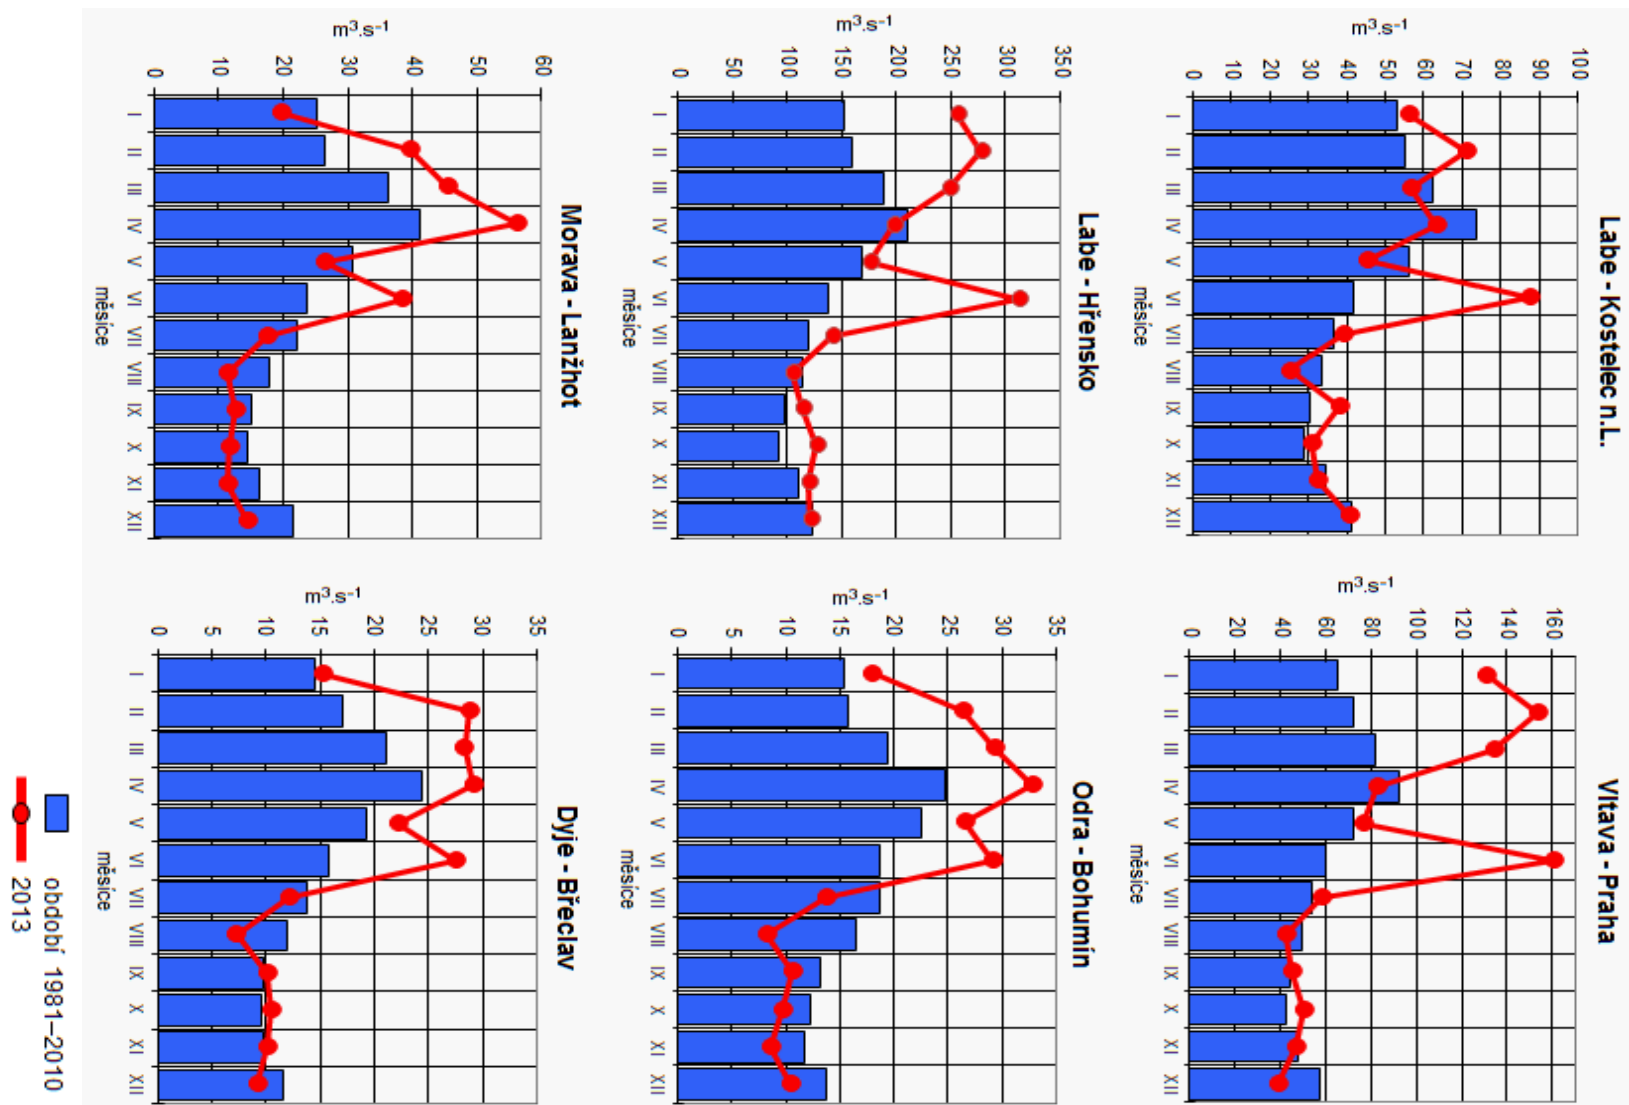 Labe - Kostelec n.L.
m³.s⁻¹
100
90
80
70
60
50
40
30
20
10
0
I II III IV V VI VII VIII IX X XI XII
měsíce
Vltava - Praha
m³.s⁻¹
160
140
120
100
80
60
40
20
0
I II III IV V VI VII VIII IX X XI XII
měsíce
Labe - Hřensko
m³.s⁻¹
350
300
250
200
150
100
50
0
I II III IV V VI VII VIII IX X XI XII
měsíce
Odra - Bohumín
m³.s⁻¹
35
30
25
20
15
10
5
0
I II III IV V VI VII VIII IX X XI XII
měsíce
Morava - Lanžhot
m³.s⁻¹
60
50
40
30
20
10
0
I II III IV V VI VII VIII IX X XI XII
měsíce
Dyje - Břeclav
m³.s⁻¹
35
30
25
20
15
10
5
0
I II III IV V VI VII VIII IX X XI XII
měsíce
období 1981–2010
2013